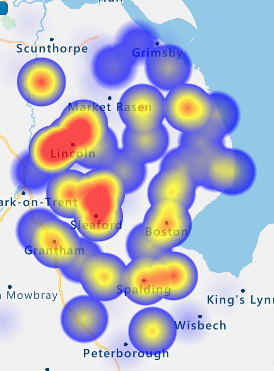 Scunthorpe
Grimsby
Market Rasen
Lincoln
ark-on-Trent
Sleaford
Boston
Grantham
Spalding
Mowbray
King's Lynn
Wisbech
Peterborough